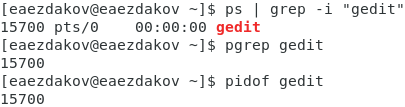 [eaezdakov@eaezdakov ~]$ ps | grep -i "gedit"
15700 pts/0    00:00:00 gedit
[eaezdakov@eaezdakov ~]$ pgrep gedit
15700
[eaezdakov@eaezdakov ~]$ pidof gedit
15700